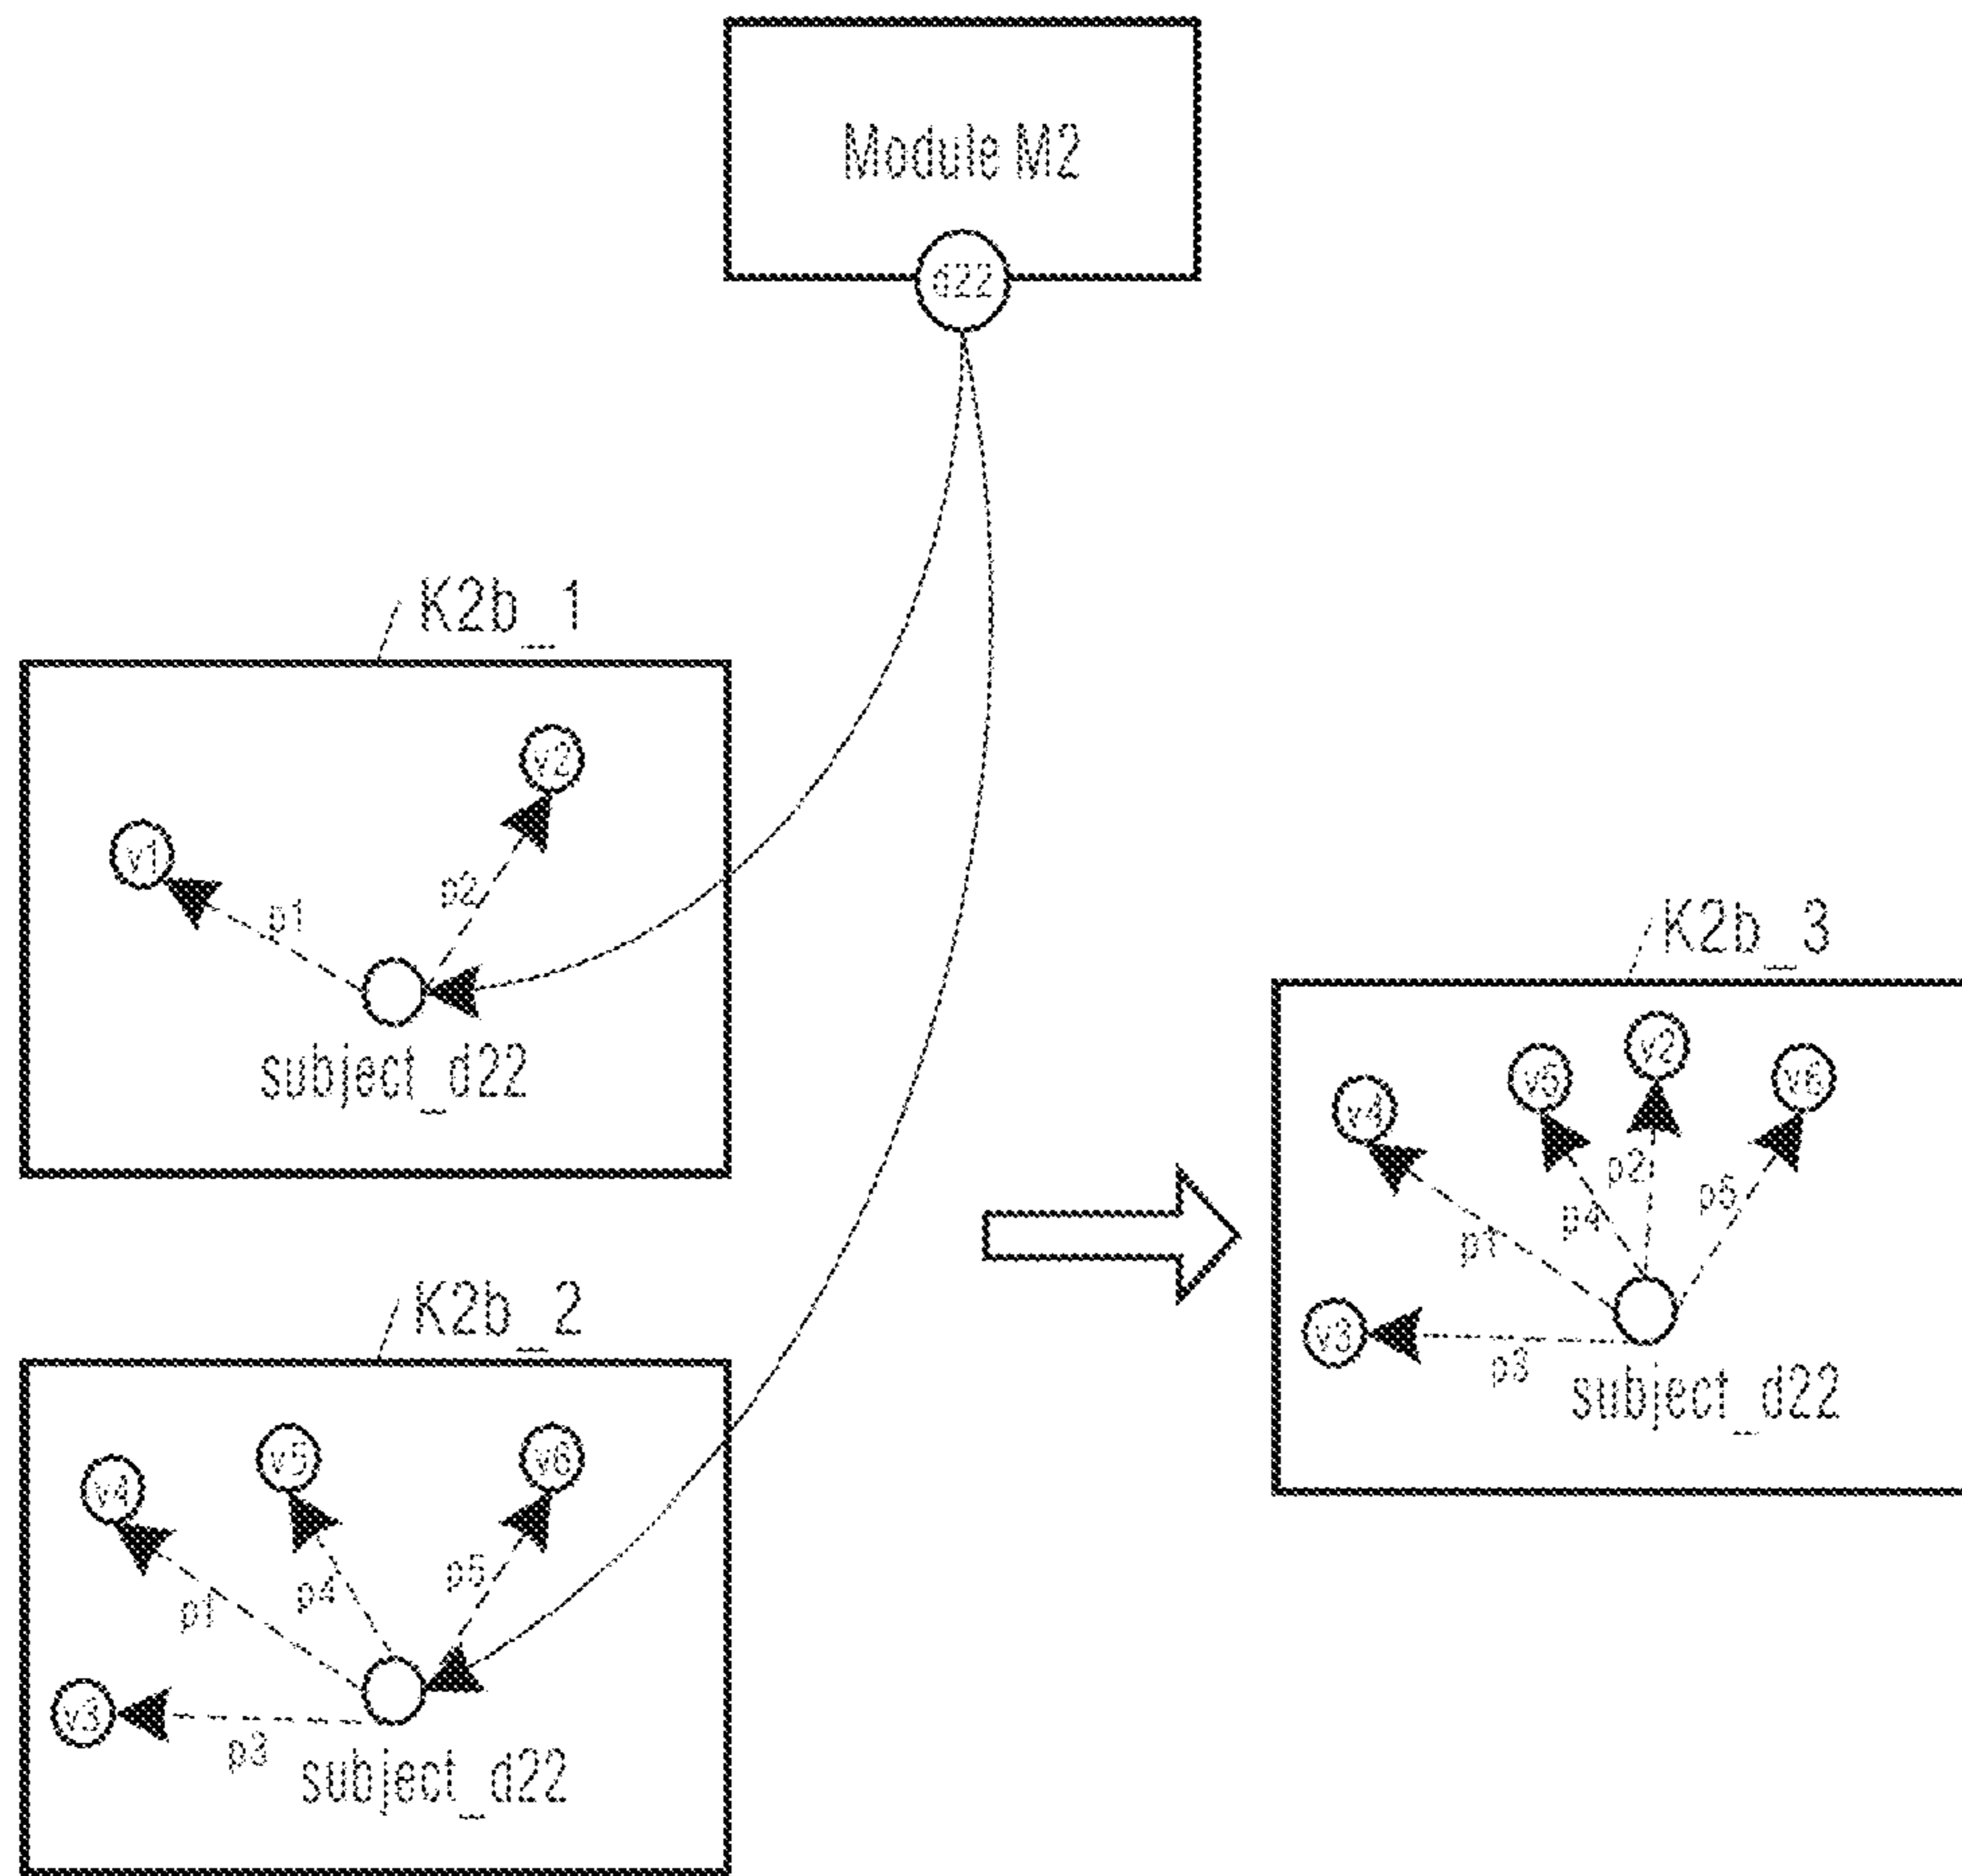 Module M2
d22
K2b_1
v2
v1
p2
p1
subject_d22
K2b_3
v2
v5
v6
v4
p2
p5
p4
p1
v3
p3
subject_d22
K2b_2
v5
v6
v4
p5
p4
p1
v3
p3
subject_d22